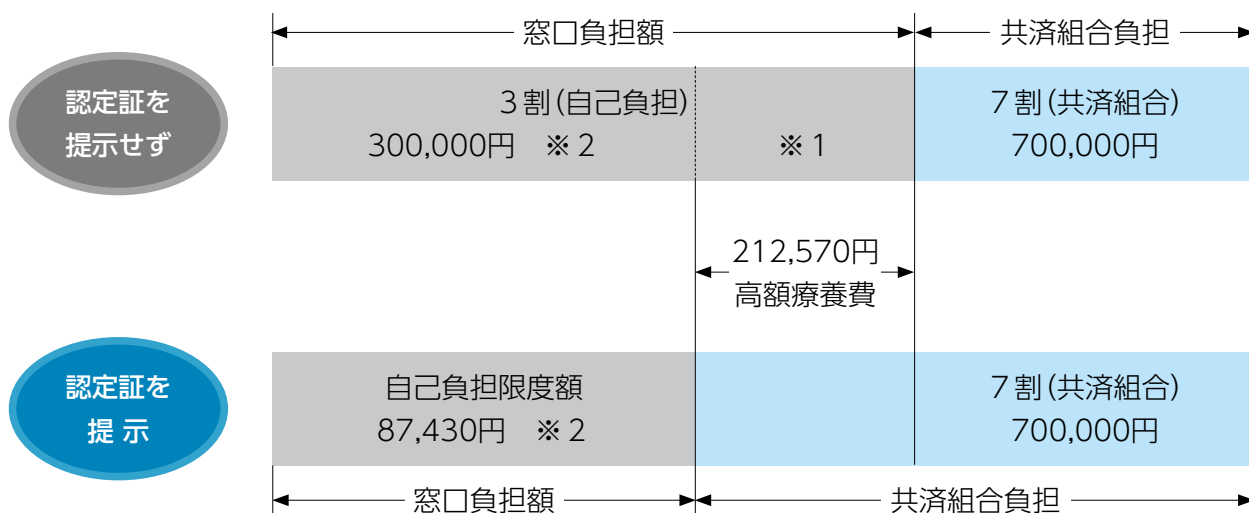 窓口負担額
共済組合負担
認定証を
提示せず
3割(自己負担)
300,000円 ※2
※1
7割(共済組合)
700,000円
212,570円
高額療養費
認定証を
提 示
自己負担限度額
87,430円 ※2
7割(共済組合)
700,000円
窓口負担額
共済組合負担